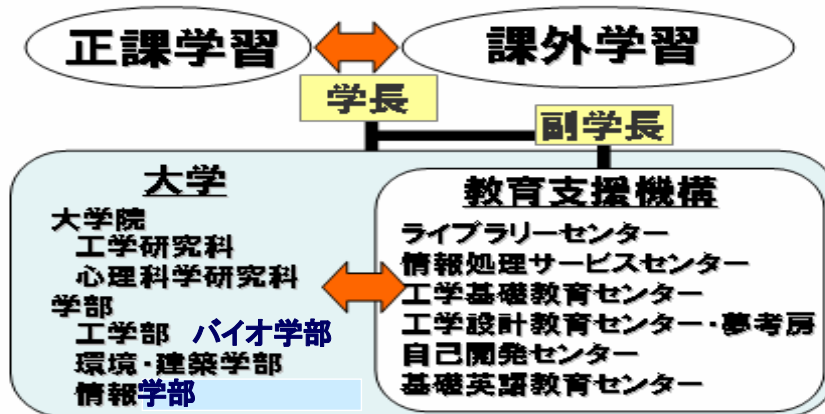 正課学習
課外学習
学長
副学長
大学
大学院
工学研究科
心理科学研究科
学部
工学部 バイオ学部
環境・建築学部
情報学部
教育支援機構
ライブラリーセンター
情報処理サービスセンター
工学基礎教育センター
工学設計教育センター・夢考房
自己開発センター
基礎英語教育センター